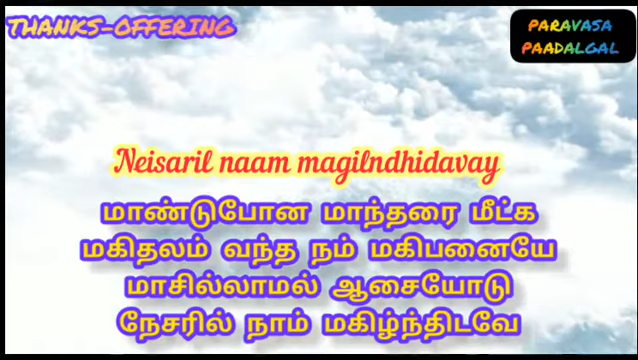 THANKS-OFFERING
PARAVASA
PAADALGAL
Neisaril naam magilndhidavay
மாண்டுபோன மாந்தரை மீட்க
மகிதலம் வந்த நம் மகிபனையே
மாசில்லாமல் ஆசையோடு
நேசரில் நாம் மகிழ்ந்திடவே